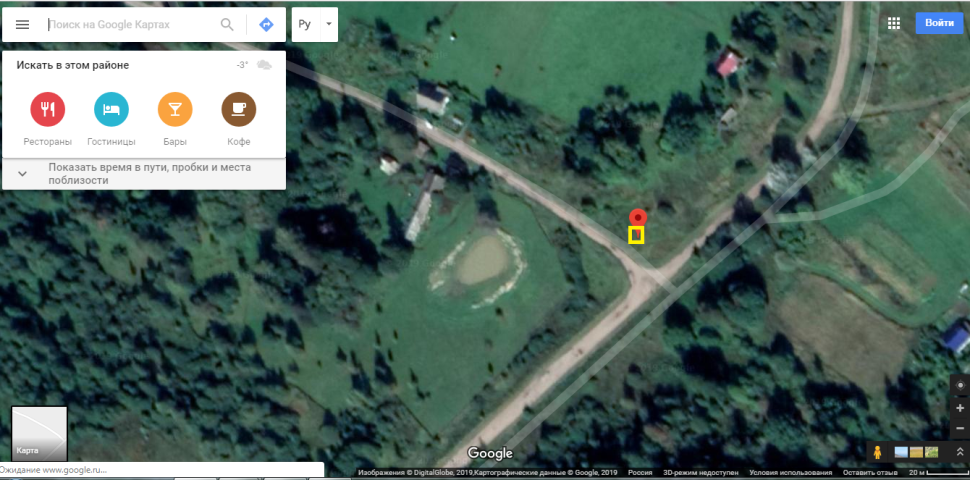 Поиск на Google Картах
Ру
Войти
Искать в этом районе
-3°
Рестораны
Гостиницы
Бары
Кофе
Показать время в пути, пробки и места
поблизости
Карта
Google
Ожидание www.google.ru...
Изображения © DigitalGlobe, 2019,Картографические данные © Google, 2019 Россия 3D-режим недоступен Условия использования Оставить отзыв 20 м